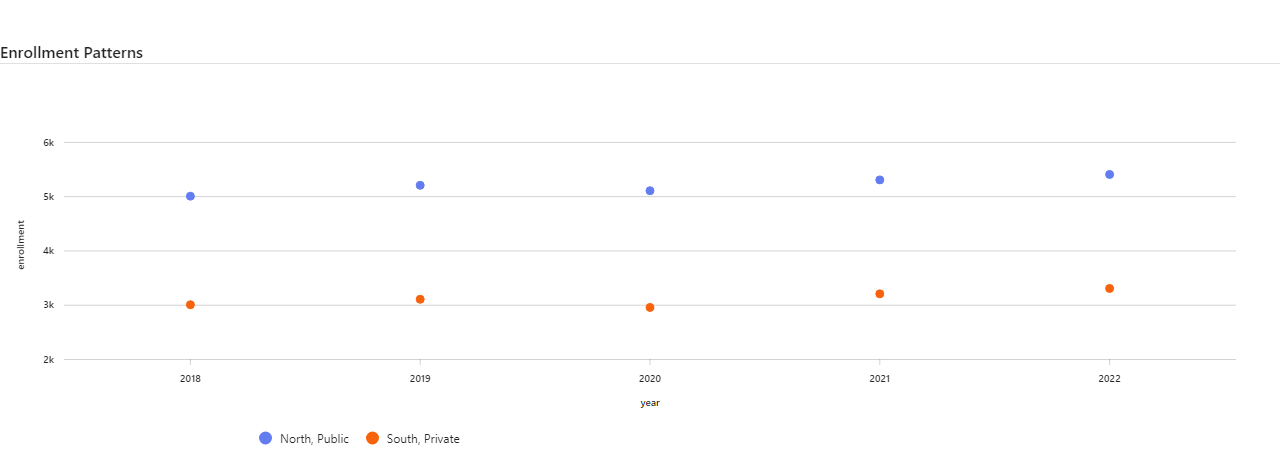 Enrollment Patterns
6k
5k
4k
3k
2k
enrollment
2018 2019 2020 2021 2022
year
North, Public South, Private